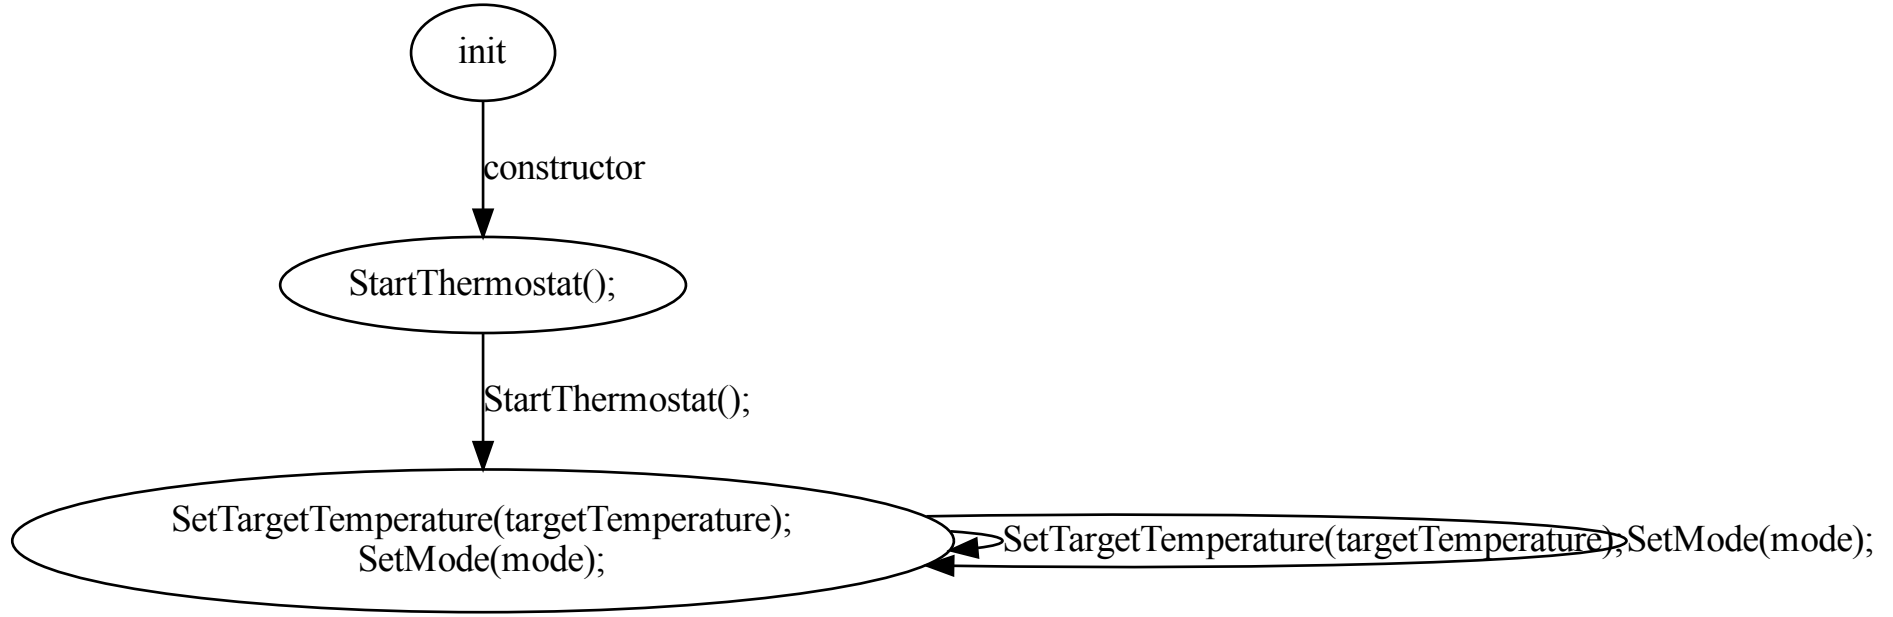 init
constructor
StartThermostat();
StartThermostat();
SetTargetTemperature(targetTemperature);
SetMode(mode);
SetTargetTemperature(targetTemperature);
SetMode(mode);